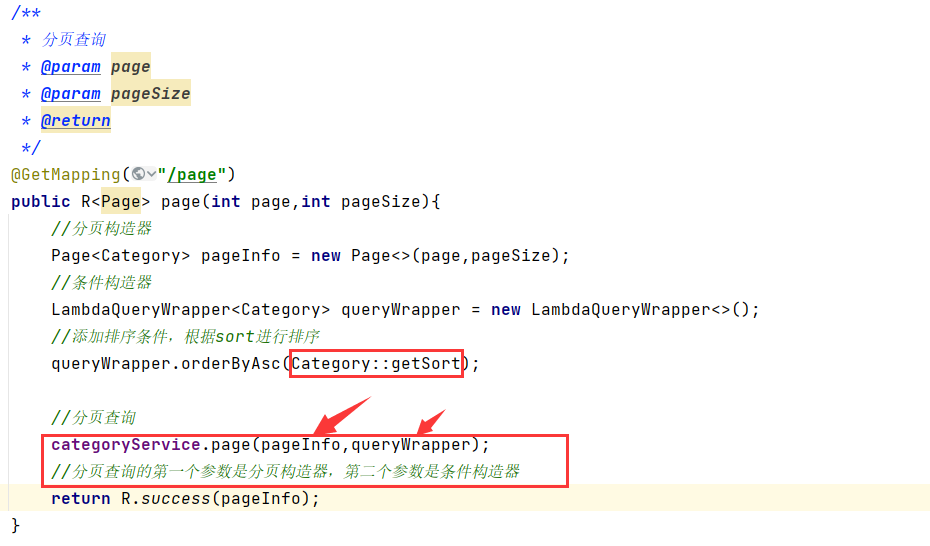 /**
 * 分页查询
 * @param page
 * @param pageSize
 * @return
 */
@GetMapping("/page")
public R<Page> page(int page,int pageSize){
    //分页构造器
    Page<Category> pageInfo = new Page<>(page,pageSize);
    //条件构造器
    LambdaQueryWrapper<Category> queryWrapper = new LambdaQueryWrapper<>();
    //添加排序条件，根据sort进行排序
    queryWrapper.orderByAsc(Category::getSort);
    //分页查询
    categoryService.page(pageInfo,queryWrapper);
    //分页查询的第一个参数是分页构造器，第二个参数是条件构造器
    return R.success(pageInfo);
}